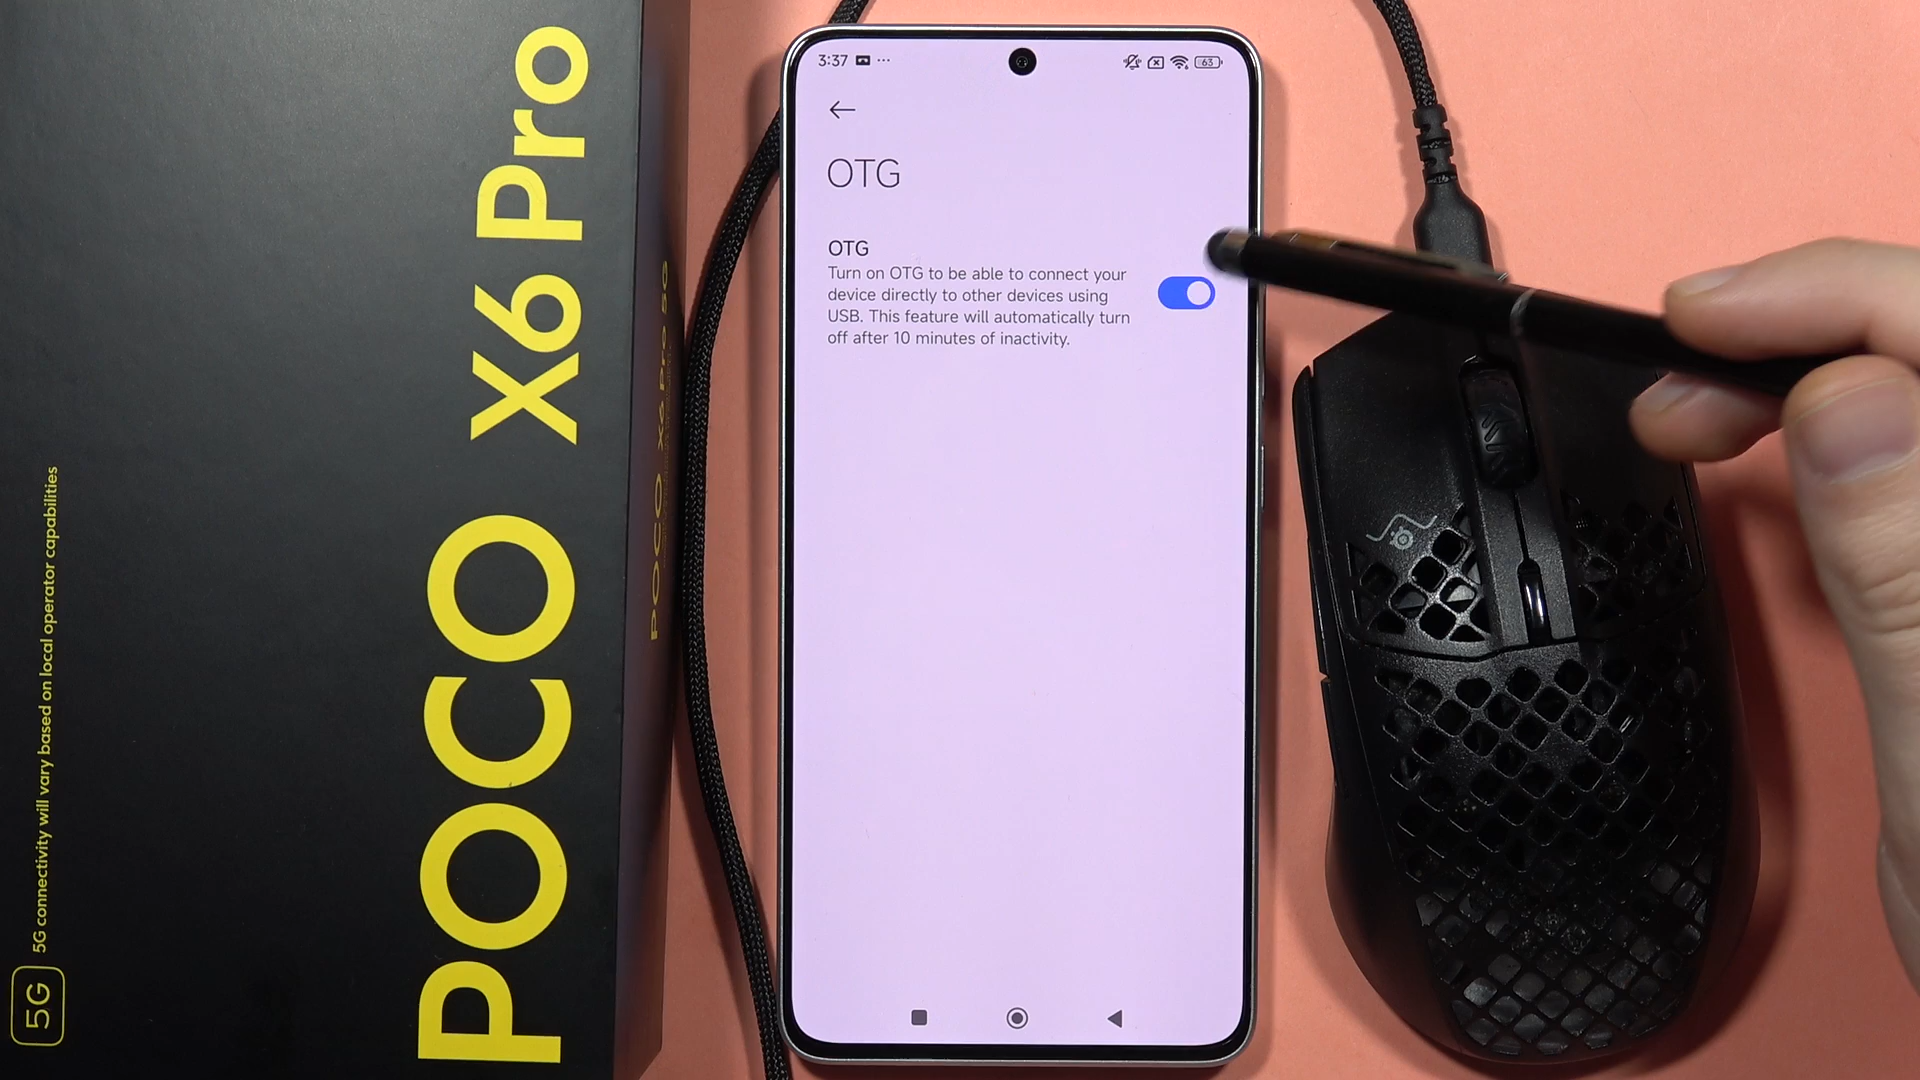 POCO X6 Pro
5G 5G connectivity will vary based on local operator capabilities
POCO X6 Pro 5G
3:37
63
OTG
OTG
Turn on OTG to be able to connect your
device directly to other devices using
USB. This feature will automatically turn
off after 10 minutes of inactivity.